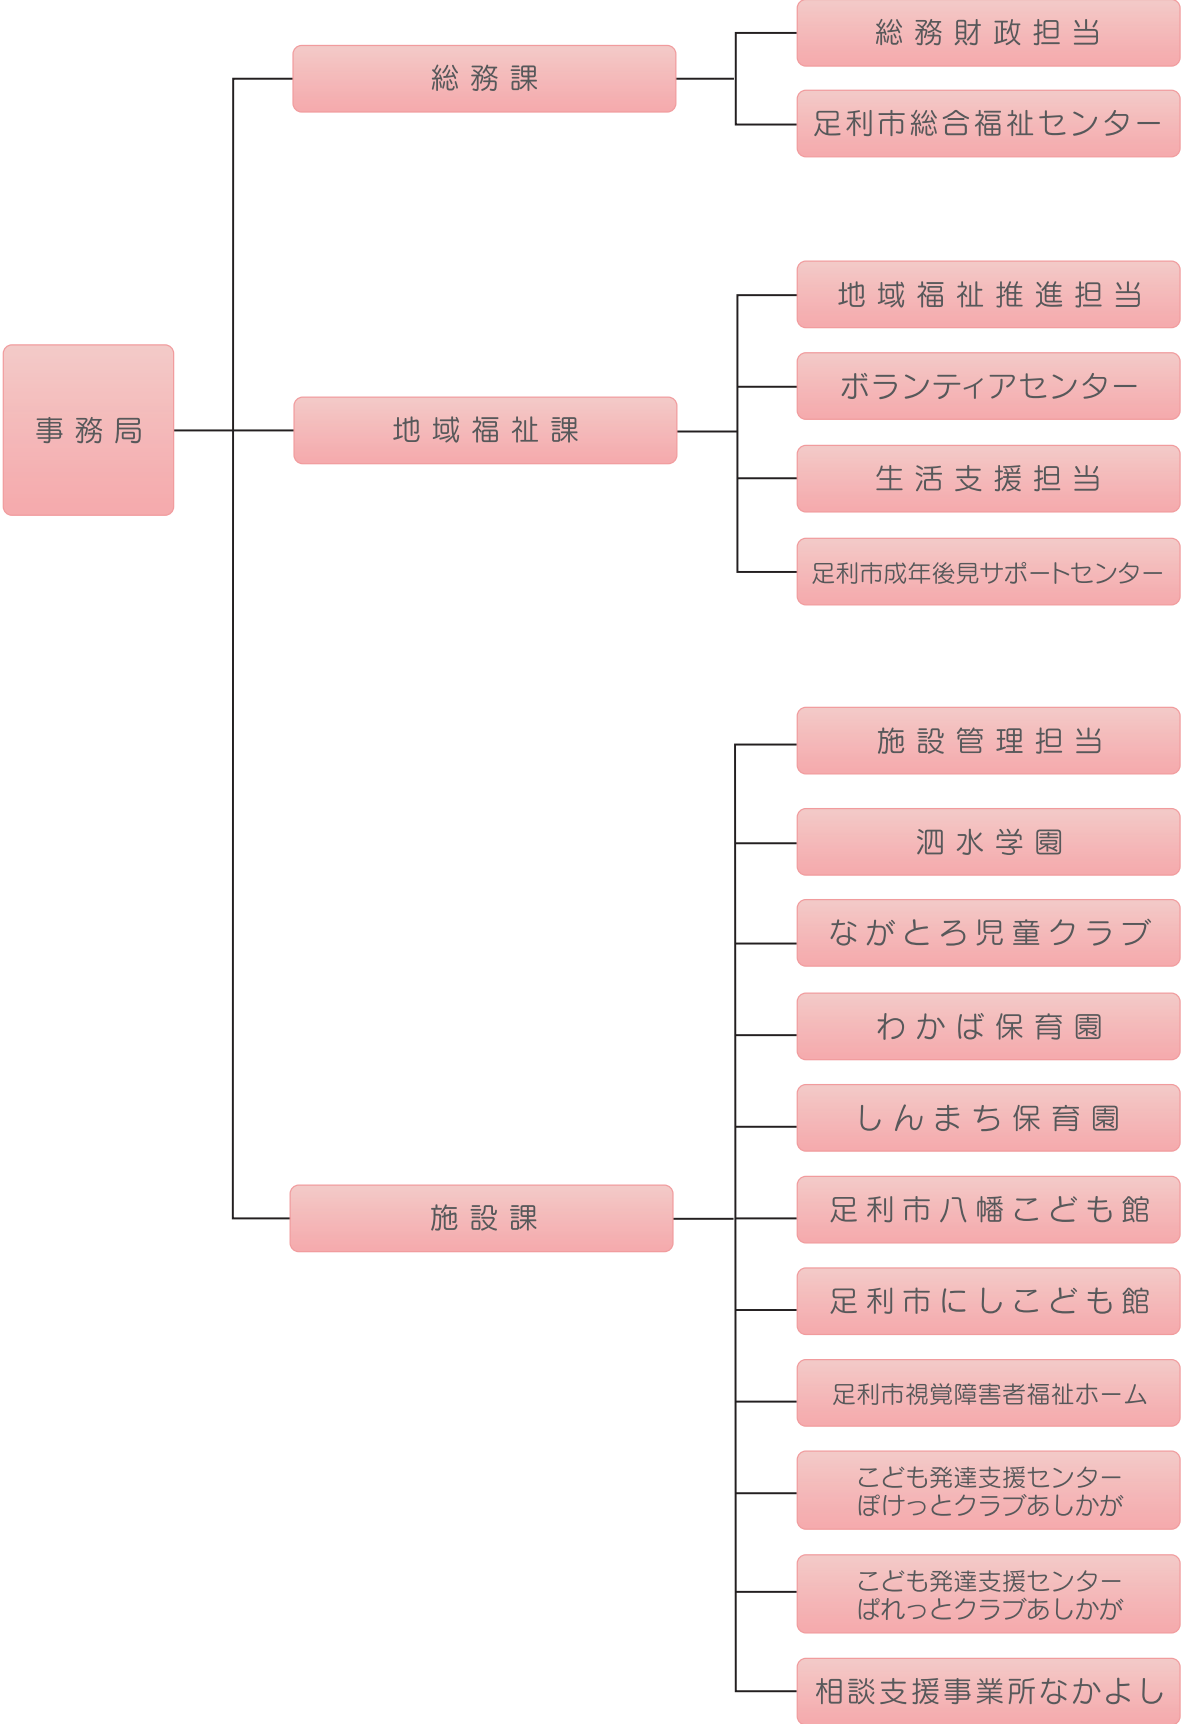 事務局
総務課
総務財政担当
足利市総合福祉センター
地域福祉課
地域福祉推進担当
ボランティアセンター
生活支援担当
足利市成年後見サポートセンター
施設課
施設管理担当
泗水学園
ながとろ児童クラブ
わかば保育園
しんまち保育園
足利市八幡こども館
足利市にしこども館
足利市視覚障害者福祉ホーム
こども発達支援センター
ぽけっとクラブあしかが
こども発達支援センター
ぱれっとクラブあしかが
相談支援事業所なかよし